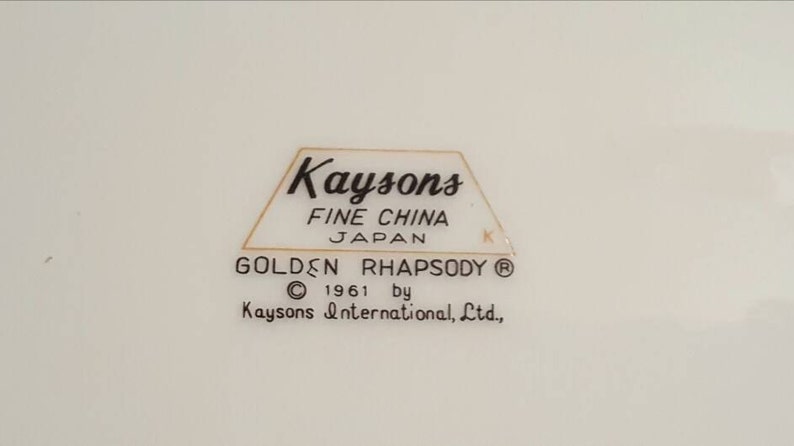 Kaysons
FINE CHINA
JAPAN K
GOLDEN RHAPSODY ®
© 1961 by
Kaysons International, Ltd.,